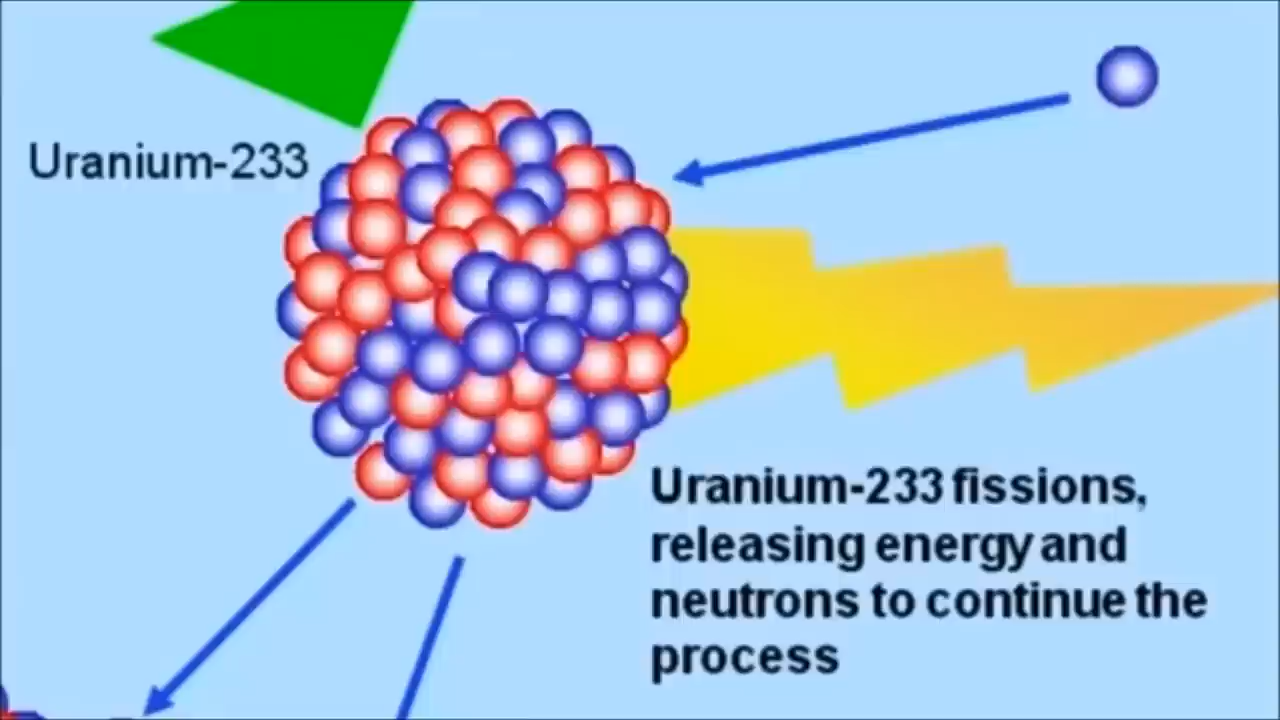 Uranium-233
Uranium-233 fissions,
releasing energy and
neutrons to continue the
process